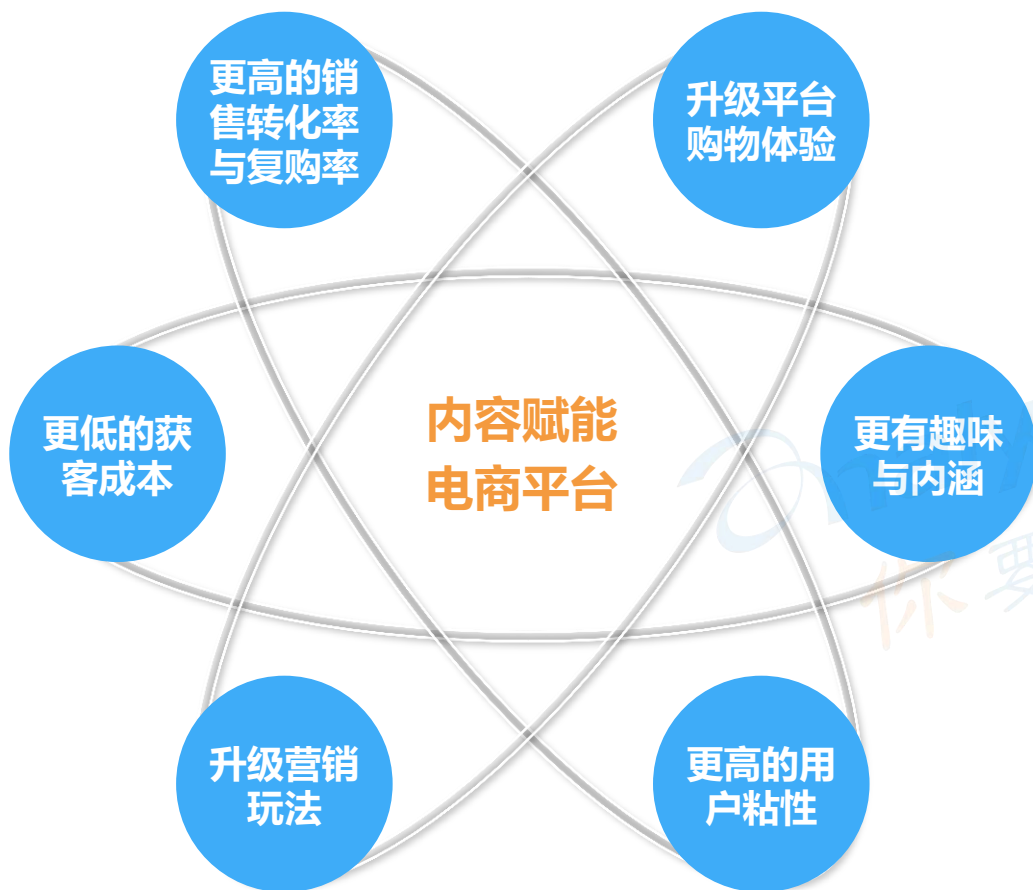 更高的销
售转化率
与复购率
升级平台
购物体验
更低的获
客成本
内容赋能
电商平台
更有趣味
与内涵
升级营销
玩法
更高的用
户粘性
你要